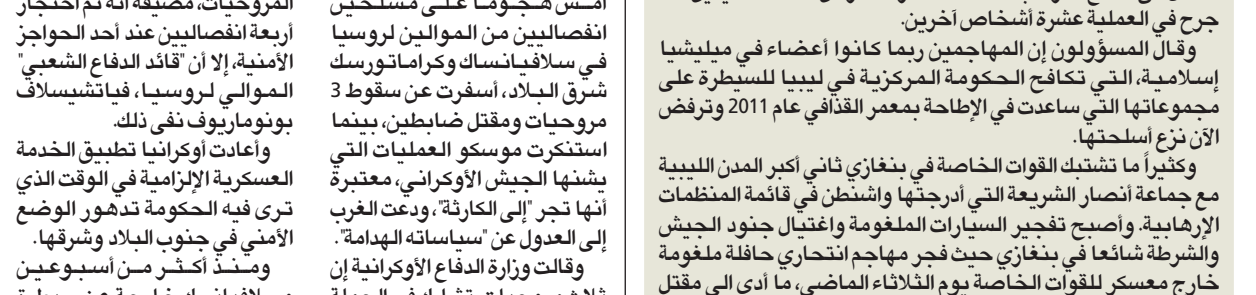 جرح في العملية عشرة أشخاص آخرين.
وقال المسؤولون إن المهاجمين ربما كانوا أعضاء في ميليشيا
إسلامية، التي تكافح الحكومة المركزية في ليبيا للسيطرة على
مجموعاتها التي ساعدت في الإطاحة بمعمر القذافي عام 2011 وترفض
الآن نزع أسلحتها.
وكثيراً ما تشتبك القوات الخاصة في بنغازي ثاني أكبر المدن الليبية
مع جماعة أنصار الشريعة التي أدرجتها واشنطن في قائمة المنظمات
الإرهابية. وأصبح تفجير السيارات الملغومة واغتيال جنود الجيش
والشرطة شائعا في بنغازي حيث فجر مهاجم انتحاري حافلة ملغومة
خارج معسكر للقوات الخاصة يوم الثلاثاء الماضي، ما أدى الى مقتل
أمس هجوما على مسلحين
انفصاليين من الموالين لروسيا
في سلافيانساك وكراماتورسك
شرق البلاد، أسفرت عن سقوط 3
مروحيات ومقتل ضابطين، بينما
استنكرت موسكو العمليات التي
يشنها الجيش الأوكراني، معتبرة
أنها تجر "إلى الكارثة"، ودعت الغرب
إلى العدول عن "سياساته الهدامة".
وقالت وزارة الدفاع الأوكرانية إن
المروحيات، مضيفة أنه تم احتجاز
أربعة انفصاليين عند أحد الحواجز
الأمنية، إلا أن "قائد الدفاع الشعبي"
الموالي لروسيا، فياتشيسلاف
بونوماريوف نفى ذلك.
وأعادت أوكرانيا تطبيق الخدمة
العسكرية الإلزامية في الوقت الذي
ترى فيه الحكومة تدهور الوضع
الأمني في جنوب البلاد وشرقها.
ومنذ أكثر من أسبوعين